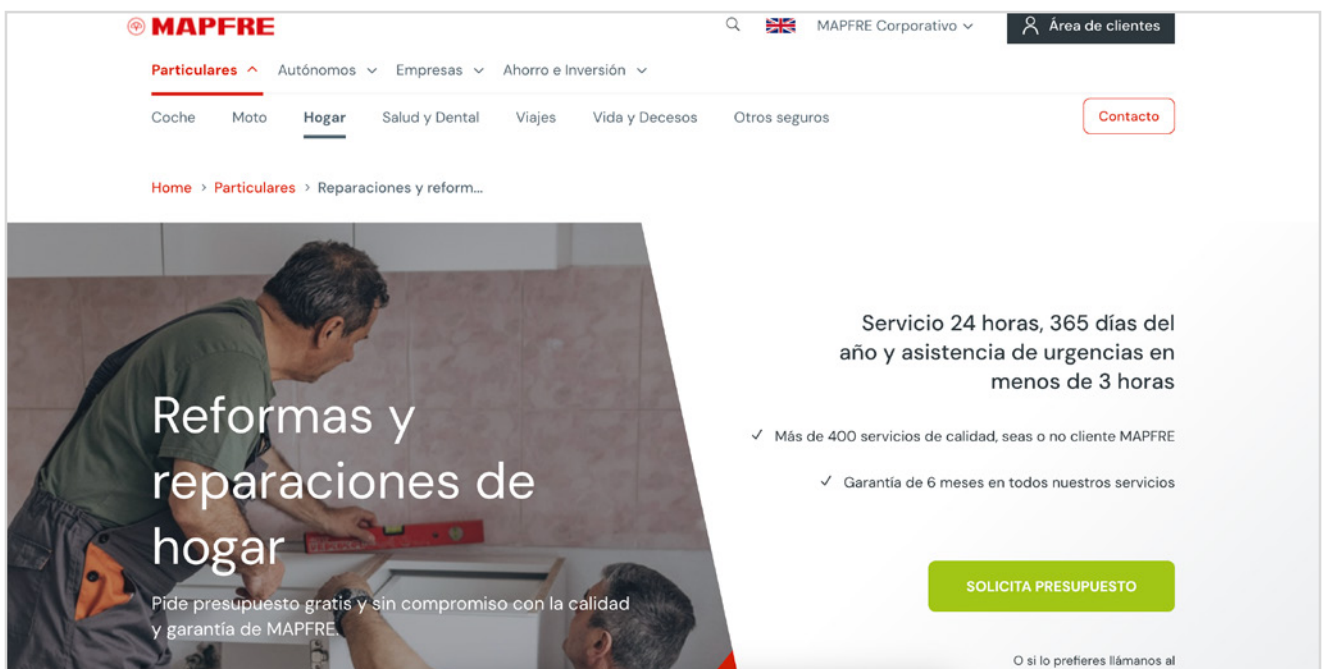 MAPFRE
MAPFRE Corporativo
Área de clientes
Particulares Autónomos Empresas Ahorro e Inversión
Coche Moto Hogar Salud y Dental Viajes Vida y Decesos Otros seguros
Contacto
Home > Particulares > Reparaciones y reform...
Reformas y
reparaciones de
hogar
Pide presupuesto gratis y sin compromiso con la calidad
y garantía de MAPFRE.
Servicio 24 horas, 365 días del
año y asistencia de urgencias en
menos de 3 horas
✓ Más de 400 servicios de calidad, seas o no cliente MAPFRE
✓ Garantía de 6 meses en todos nuestros servicios
SOLICITA PRESUPUESTO
O si lo prefieres llámanos al